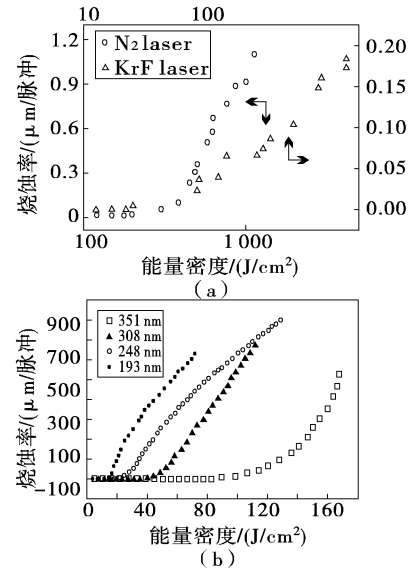 10 100
1.2
0.9
0.6
0.3
0
烧蚀率/(μm/脉冲)
N2 laser
KrF laser
0.20
0.15
0.10
0.05
0.00
100 1 000
能量密度/(J/cm²)
(a)
900
700
500
300
100
-100
烧蚀率/(μm/脉冲)
351 nm
308 nm
248 nm
193 nm
0 40 80 120 160
能量密度/(J/cm²)
(b)